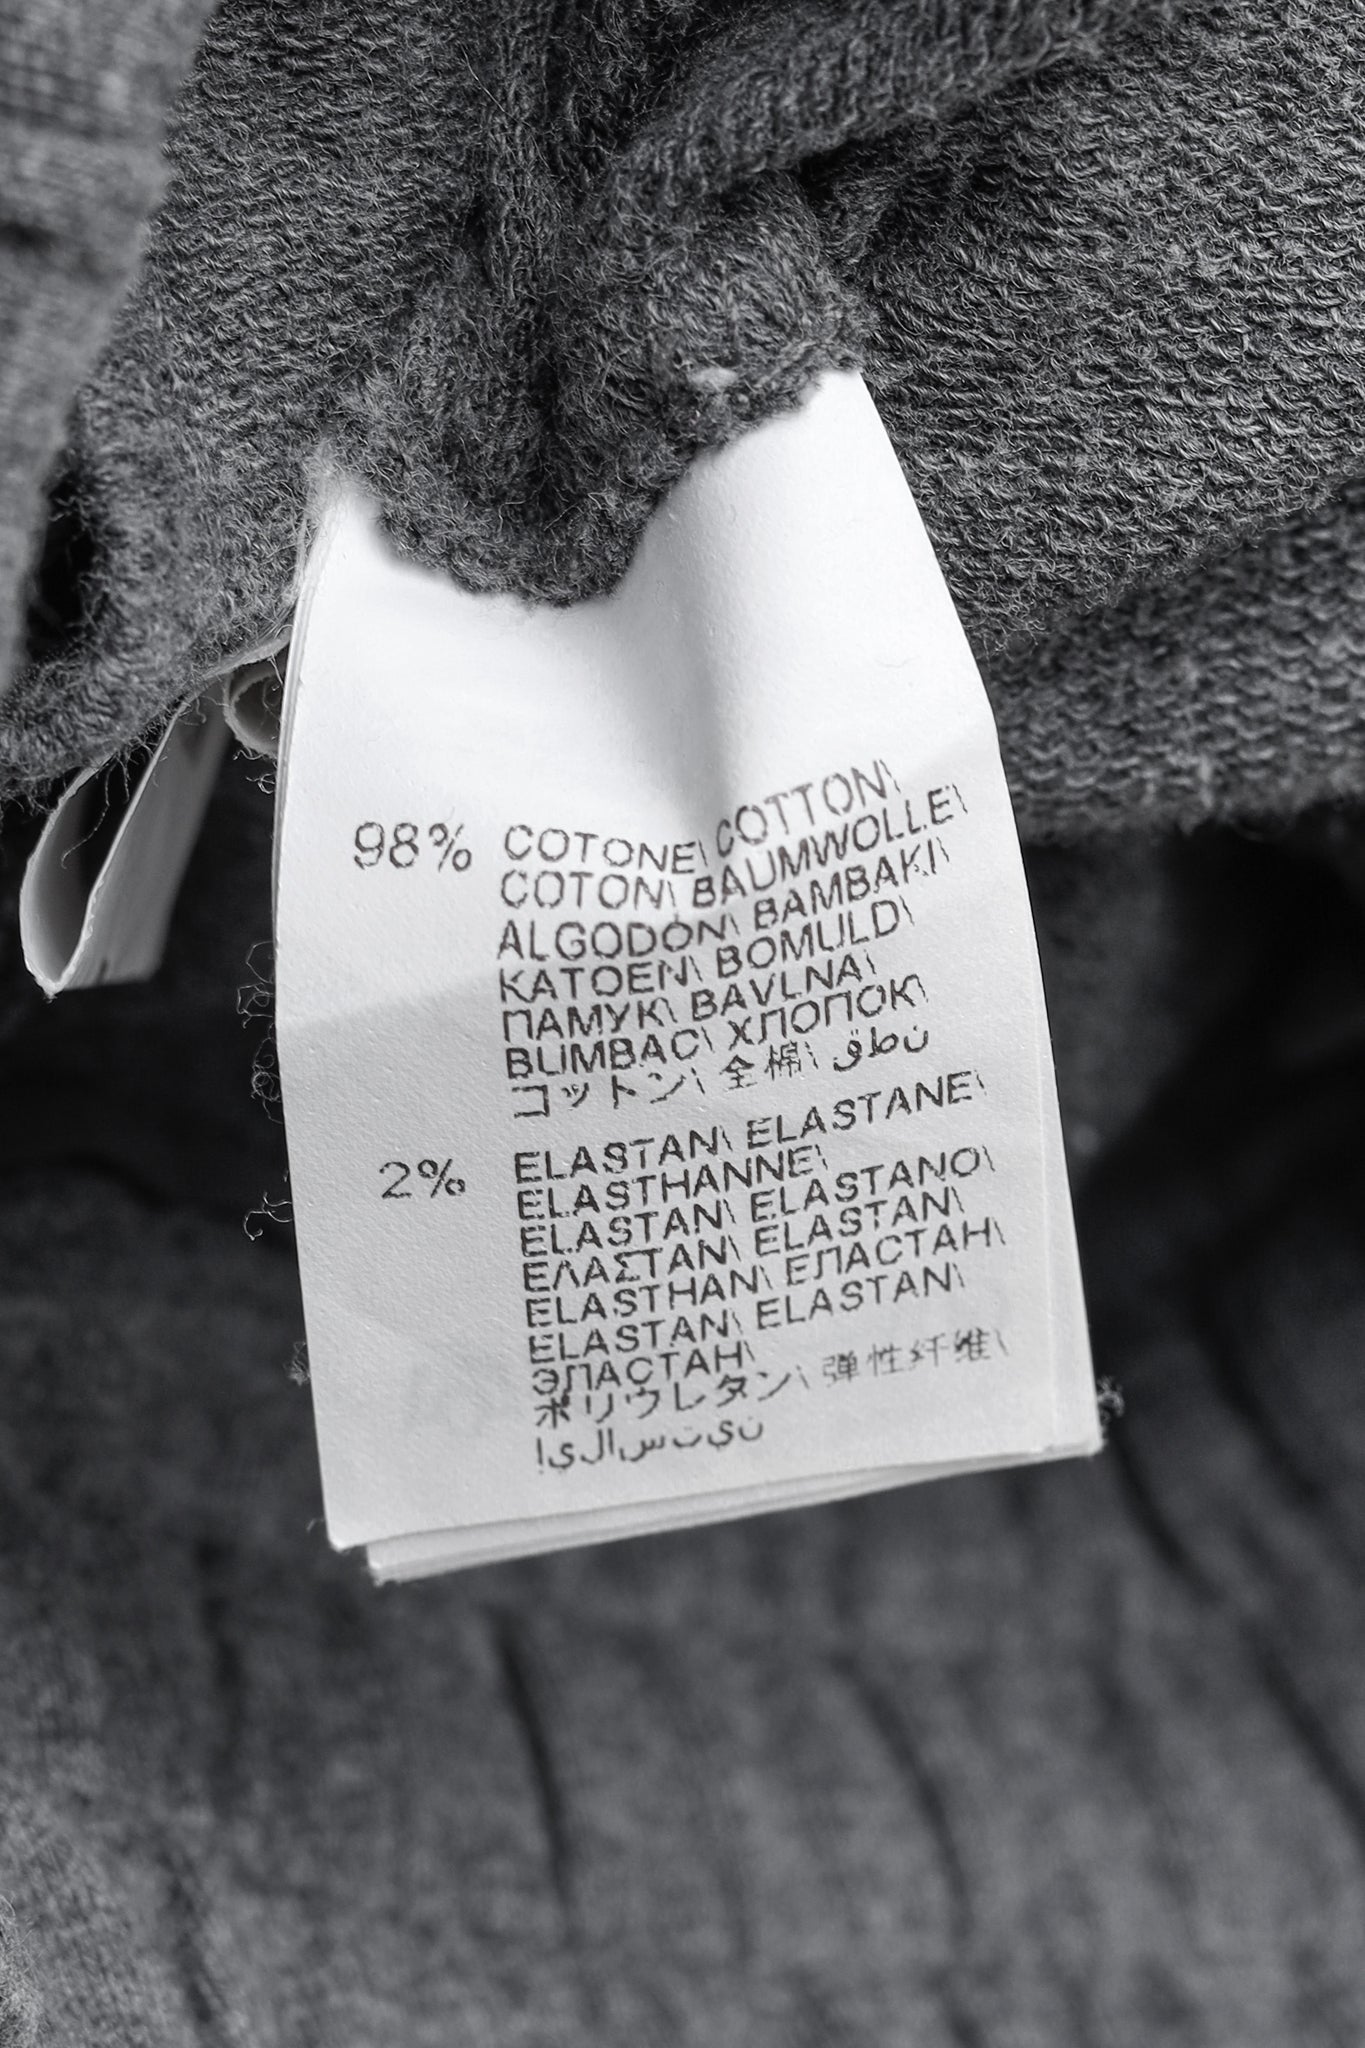 98% COTONE\ COTTON\
COTON\ BAUMWOLLE\
ALGODON\ BAMBAKI\
KATOEN\ BOMULD\
ПАМУК\ BAVLNA\
BUMBAC\ ХЛОПОК\
コットン\ 全棉\ قطن
2% ELASTAN\ ELASTANE\
ELASTHANNE\
ELASTAN\ ELASTANO\
ΕΛΑΣΤΑΝ\ ELASTAN\
ELASTHAN\ ЕЛАСТАН\
ELASTAN\ ELASTAN\
ЭЛАСТАН\
ポリウレタン\ 弹性纤维\
إيلاستين